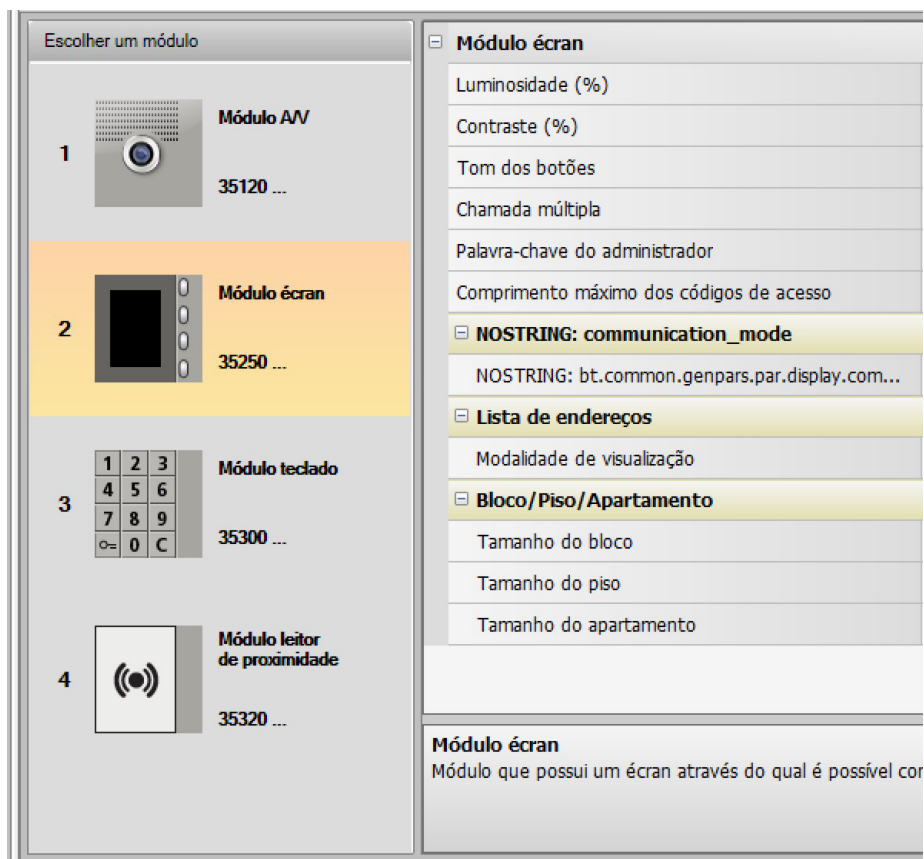 Escolher um módulo
1
Módulo A/V
35120 ...
2
Módulo écran
35250 ...
3
1 2 3
4 5 6
7 8 9
0 C
Módulo teclado
35300 ...
4
Módulo leitor
de proximidade
35320 ...
Módulo écran
Luminosidade (%)
Contraste (%)
Tom dos botões
Chamada múltipla
Palavra-chave do administrador
Comprimento máximo dos códigos de acesso
NOSTRING: communication_mode
NOSTRING: bt.common.genpars.par.display.com...
Lista de endereços
Modalidade de visualização
Bloco/Piso/Apartamento
Tamanho do bloco
Tamanho do piso
Tamanho do apartamento
Módulo écran
Módulo que possui um écran através do qual é possível cor